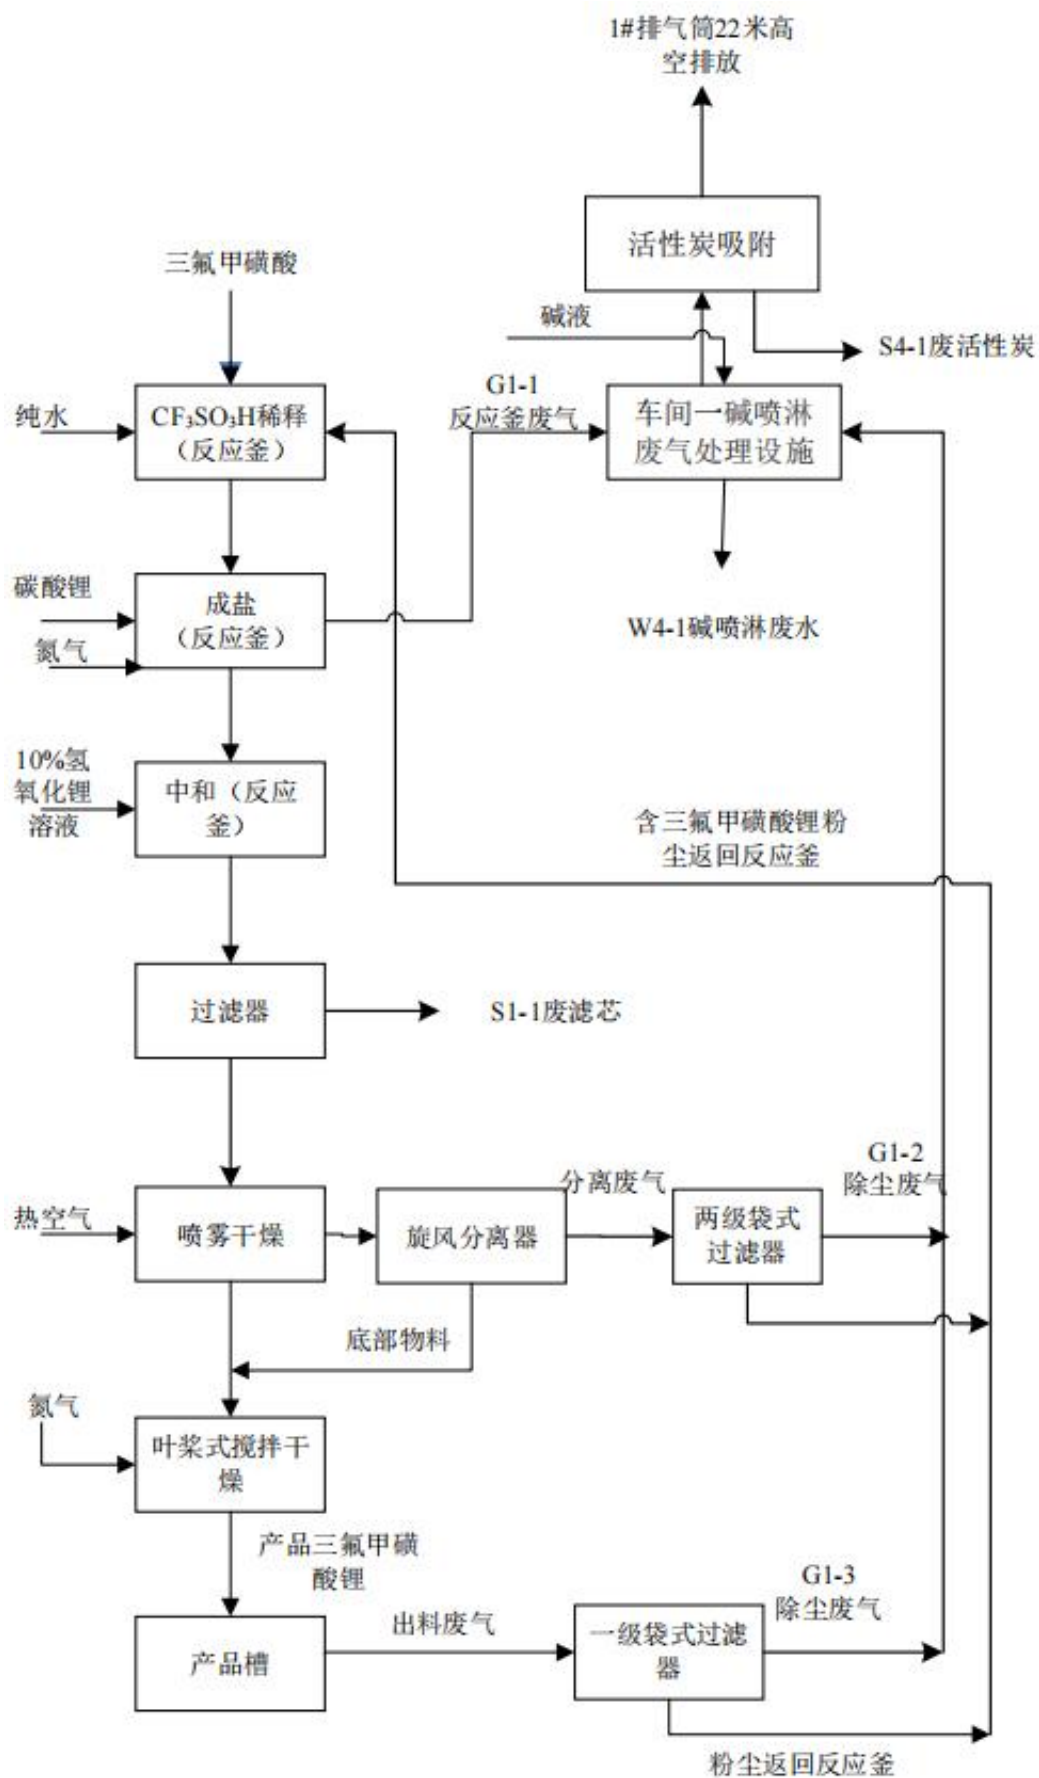 1#排气筒22米高
空排放
活性炭吸附
三氟甲磺酸
碱液
S4-1废活性炭
G1-1
反应釜废气
纯水
CF₃SO₃H稀释
（反应釜）
车间一碱喷淋
废气处理设施
碳酸锂
成盐
（反应釜）
氮气
W4-1碱喷淋废水
10%氢
氧化锂
溶液
中和（反应
釜）
含三氟甲磺酸锂粉
尘返回反应釜
过滤器
S1-1废滤芯
G1-2
除尘废气
分离废气
热空气
喷雾干燥
旋风分离器
两级袋式
过滤器
底部物料
氮气
叶桨式搅拌干
燥
产品三氟甲磺
酸锂
G1-3
除尘废气
出料废气
产品槽
一级袋式过滤
器
粉尘返回反应釜